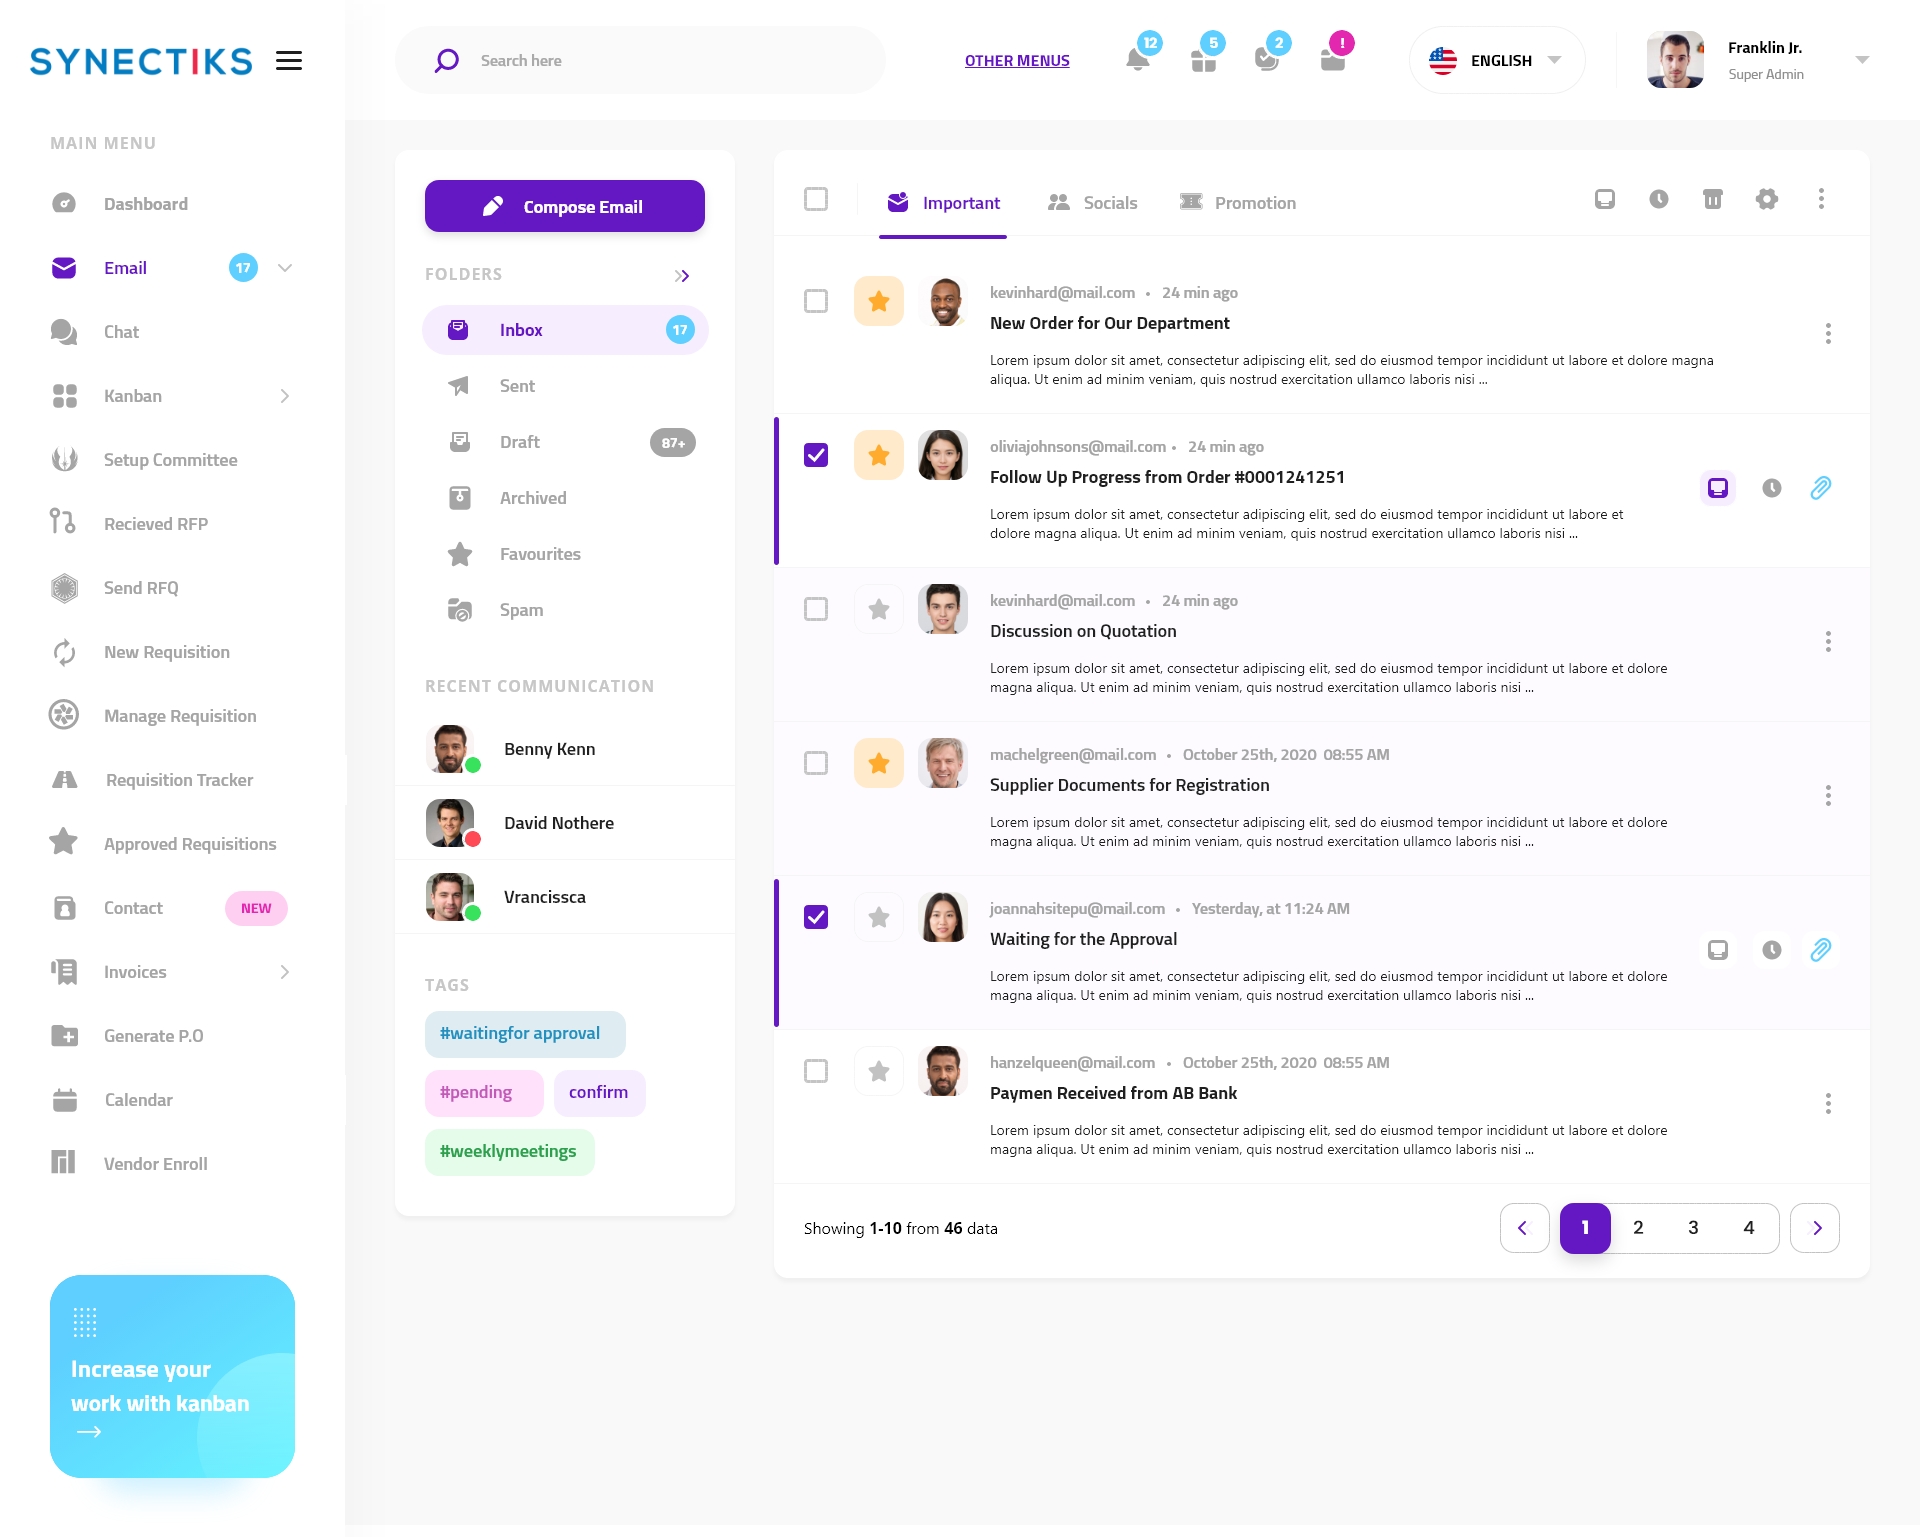 SYNECTIKS
Search here
OTHER MENUS
12
5
2
!
ENGLISH
Franklin Jr.
Super Admin
MAIN MENU
Dashboard
Email
17
Chat
Kanban
Setup Committee
Recieved RFP
Send RFQ
New Requisition
Manage Requisition
Requisition Tracker
Approved Requisitions
Contact
NEW
Invoices
Generate P.O
Calendar
Vendor Enroll
Increase your
work with kanban
Compose Email
FOLDERS
Inbox
17
Sent
Draft
87+
Archived
Favourites
Spam
RECENT COMMUNICATION
Benny Kenn
David Nothere
Vrancissca
TAGS
#waitingfor approval
#pending
confirm
#weeklymeetings
Important
Socials
Promotion
kevinhard@mail.com • 24 min ago
New Order for Our Department
Lorem ipsum dolor sit amet, consectetur adipiscing elit, sed do eiusmod tempor incididunt ut labore et dolore magna
aliqua. Ut enim ad minim veniam, quis nostrud exercitation ullamco laboris nisi ...
oliviajohnsons@mail.com • 24 min ago
Follow Up Progress from Order #0001241251
Lorem ipsum dolor sit amet, consectetur adipiscing elit, sed do eiusmod tempor incididunt ut labore et
dolore magna aliqua. Ut enim ad minim veniam, quis nostrud exercitation ullamco laboris nisi ...
kevinhard@mail.com • 24 min ago
Discussion on Quotation
Lorem ipsum dolor sit amet, consectetur adipiscing elit, sed do eiusmod tempor incididunt ut labore et dolore
magna aliqua. Ut enim ad minim veniam, quis nostrud exercitation ullamco laboris nisi ...
machelgreen@mail.com • October 25th, 2020 08:55 AM
Supplier Documents for Registration
Lorem ipsum dolor sit amet, consectetur adipiscing elit, sed do eiusmod tempor incididunt ut labore et dolore
magna aliqua. Ut enim ad minim veniam, quis nostrud exercitation ullamco laboris nisi ...
joannahsitepu@mail.com • Yesterday, at 11:24 AM
Waiting for the Approval
Lorem ipsum dolor sit amet, consectetur adipiscing elit, sed do eiusmod tempor incididunt ut labore et dolore
magna aliqua. Ut enim ad minim veniam, quis nostrud exercitation ullamco laboris nisi ...
hanzelqueen@mail.com • October 25th, 2020 08:55 AM
Paymen Received from AB Bank
Lorem ipsum dolor sit amet, consectetur adipiscing elit, sed do eiusmod tempor incididunt ut labore et dolore
magna aliqua. Ut enim ad minim veniam, quis nostrud exercitation ullamco laboris nisi ...
Showing 1-10 from 46 data
1 2 3 4